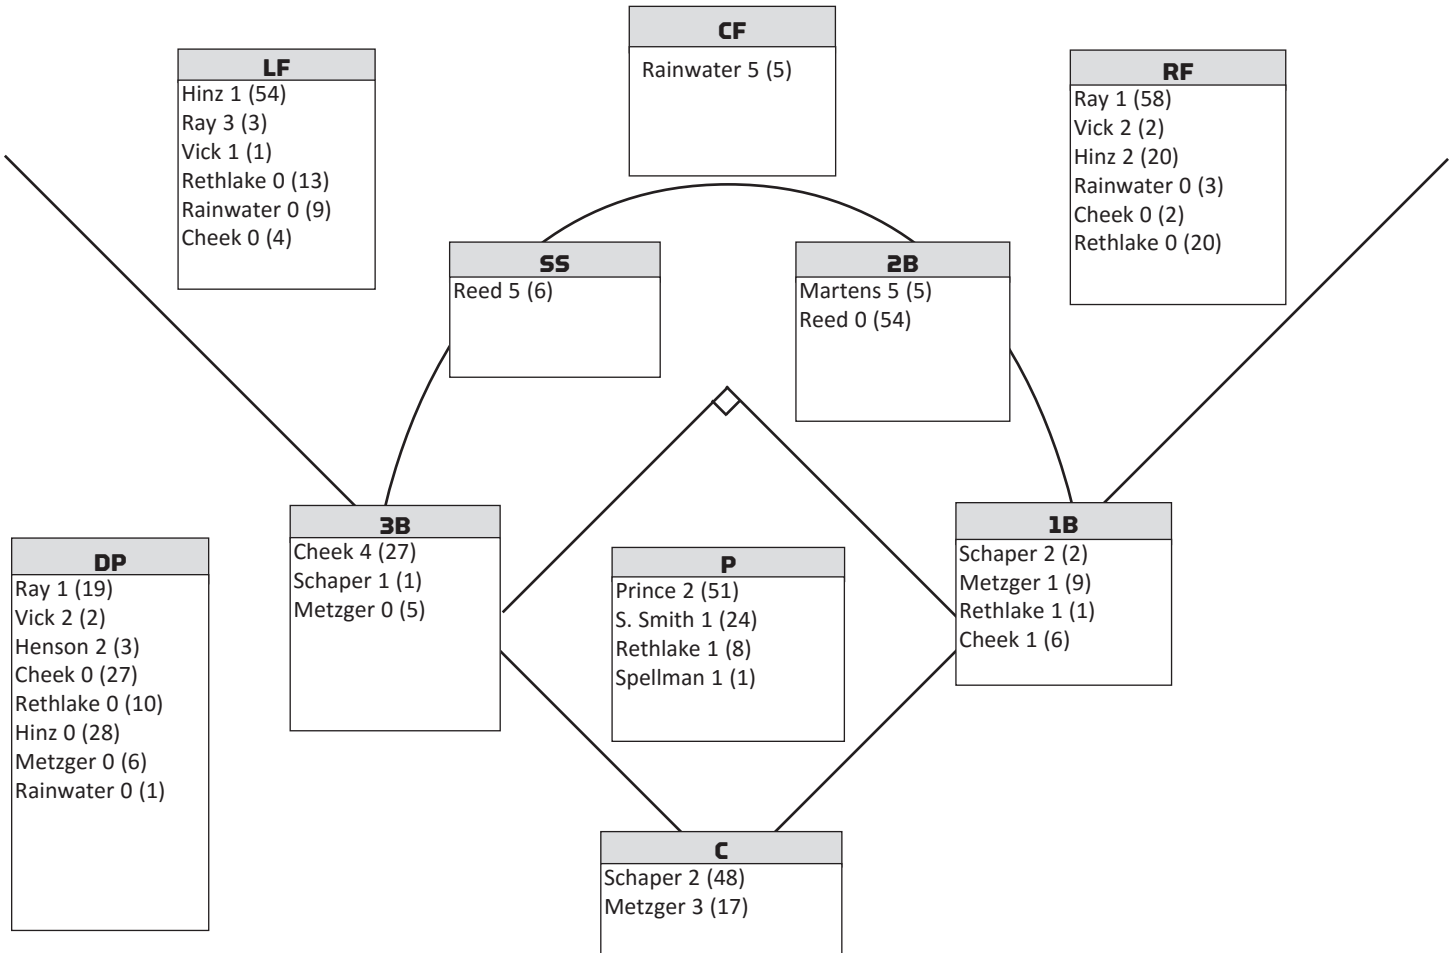 CF
Rainwater 5 (5)
LF
Hinz 1 (54)
Ray 3 (3)
Vick 1 (1)
Rethlake 0 (13)
Rainwater 0 (9)
Cheek 0 (4)
RF
Ray 1 (58)
Vick 2 (2)
Hinz 2 (20)
Rainwater 0 (3)
Cheek 0 (2)
Rethlake 0 (20)
SS
Reed 5 (6)
2B
Martens 5 (5)
Reed 0 (54)
3B
Cheek 4 (27)
Schaper 1 (1)
Metzger 0 (5)
1B
Schaper 2 (2)
Metzger 1 (9)
Rethlake 1 (1)
Cheek 1 (6)
DP
Ray 1 (19)
Vick 2 (2)
Henson 2 (3)
Cheek 0 (27)
Rethlake 0 (10)
Hinz 0 (28)
Metzger 0 (6)
Rainwater 0 (1)
P
Prince 2 (51)
S. Smith 1 (24)
Rethlake 1 (8)
Spellman 1 (1)
C
Schaper 2 (48)
Metzger 3 (17)